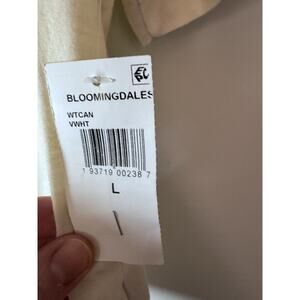 BLOOMINGDALES
WTCAN
VWHT
1 93719 00238 7
L